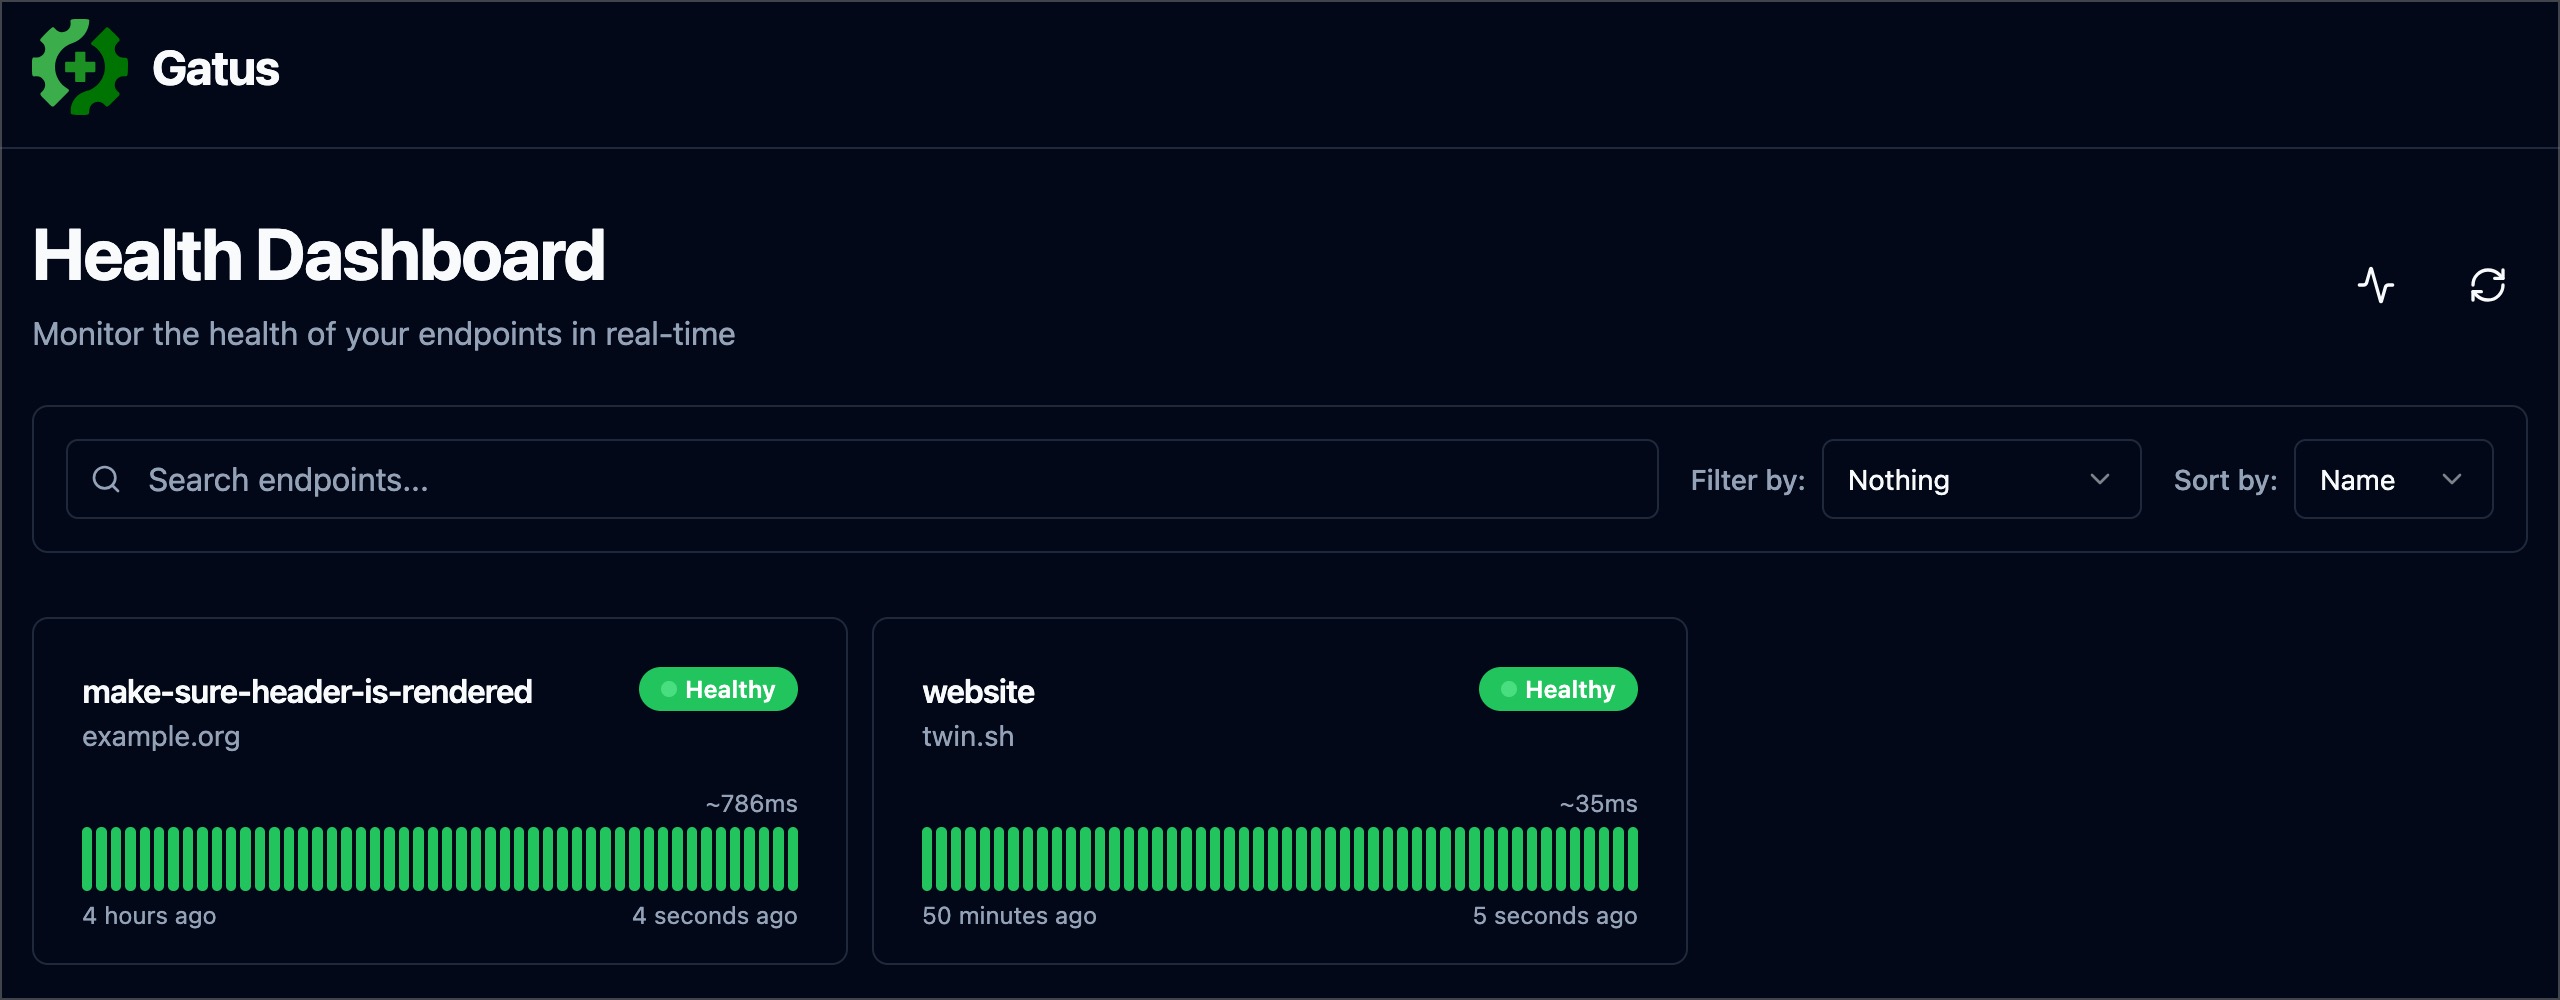 Gatus
Health Dashboard
Monitor the health of your endpoints in real-time
Search endpoints...
Filter by:
Nothing
Sort by:
Name
make-sure-header-is-rendered
Healthy
example.org
~786ms
4 hours ago
4 seconds ago
website
Healthy
twin.sh
~35ms
50 minutes ago
5 seconds ago